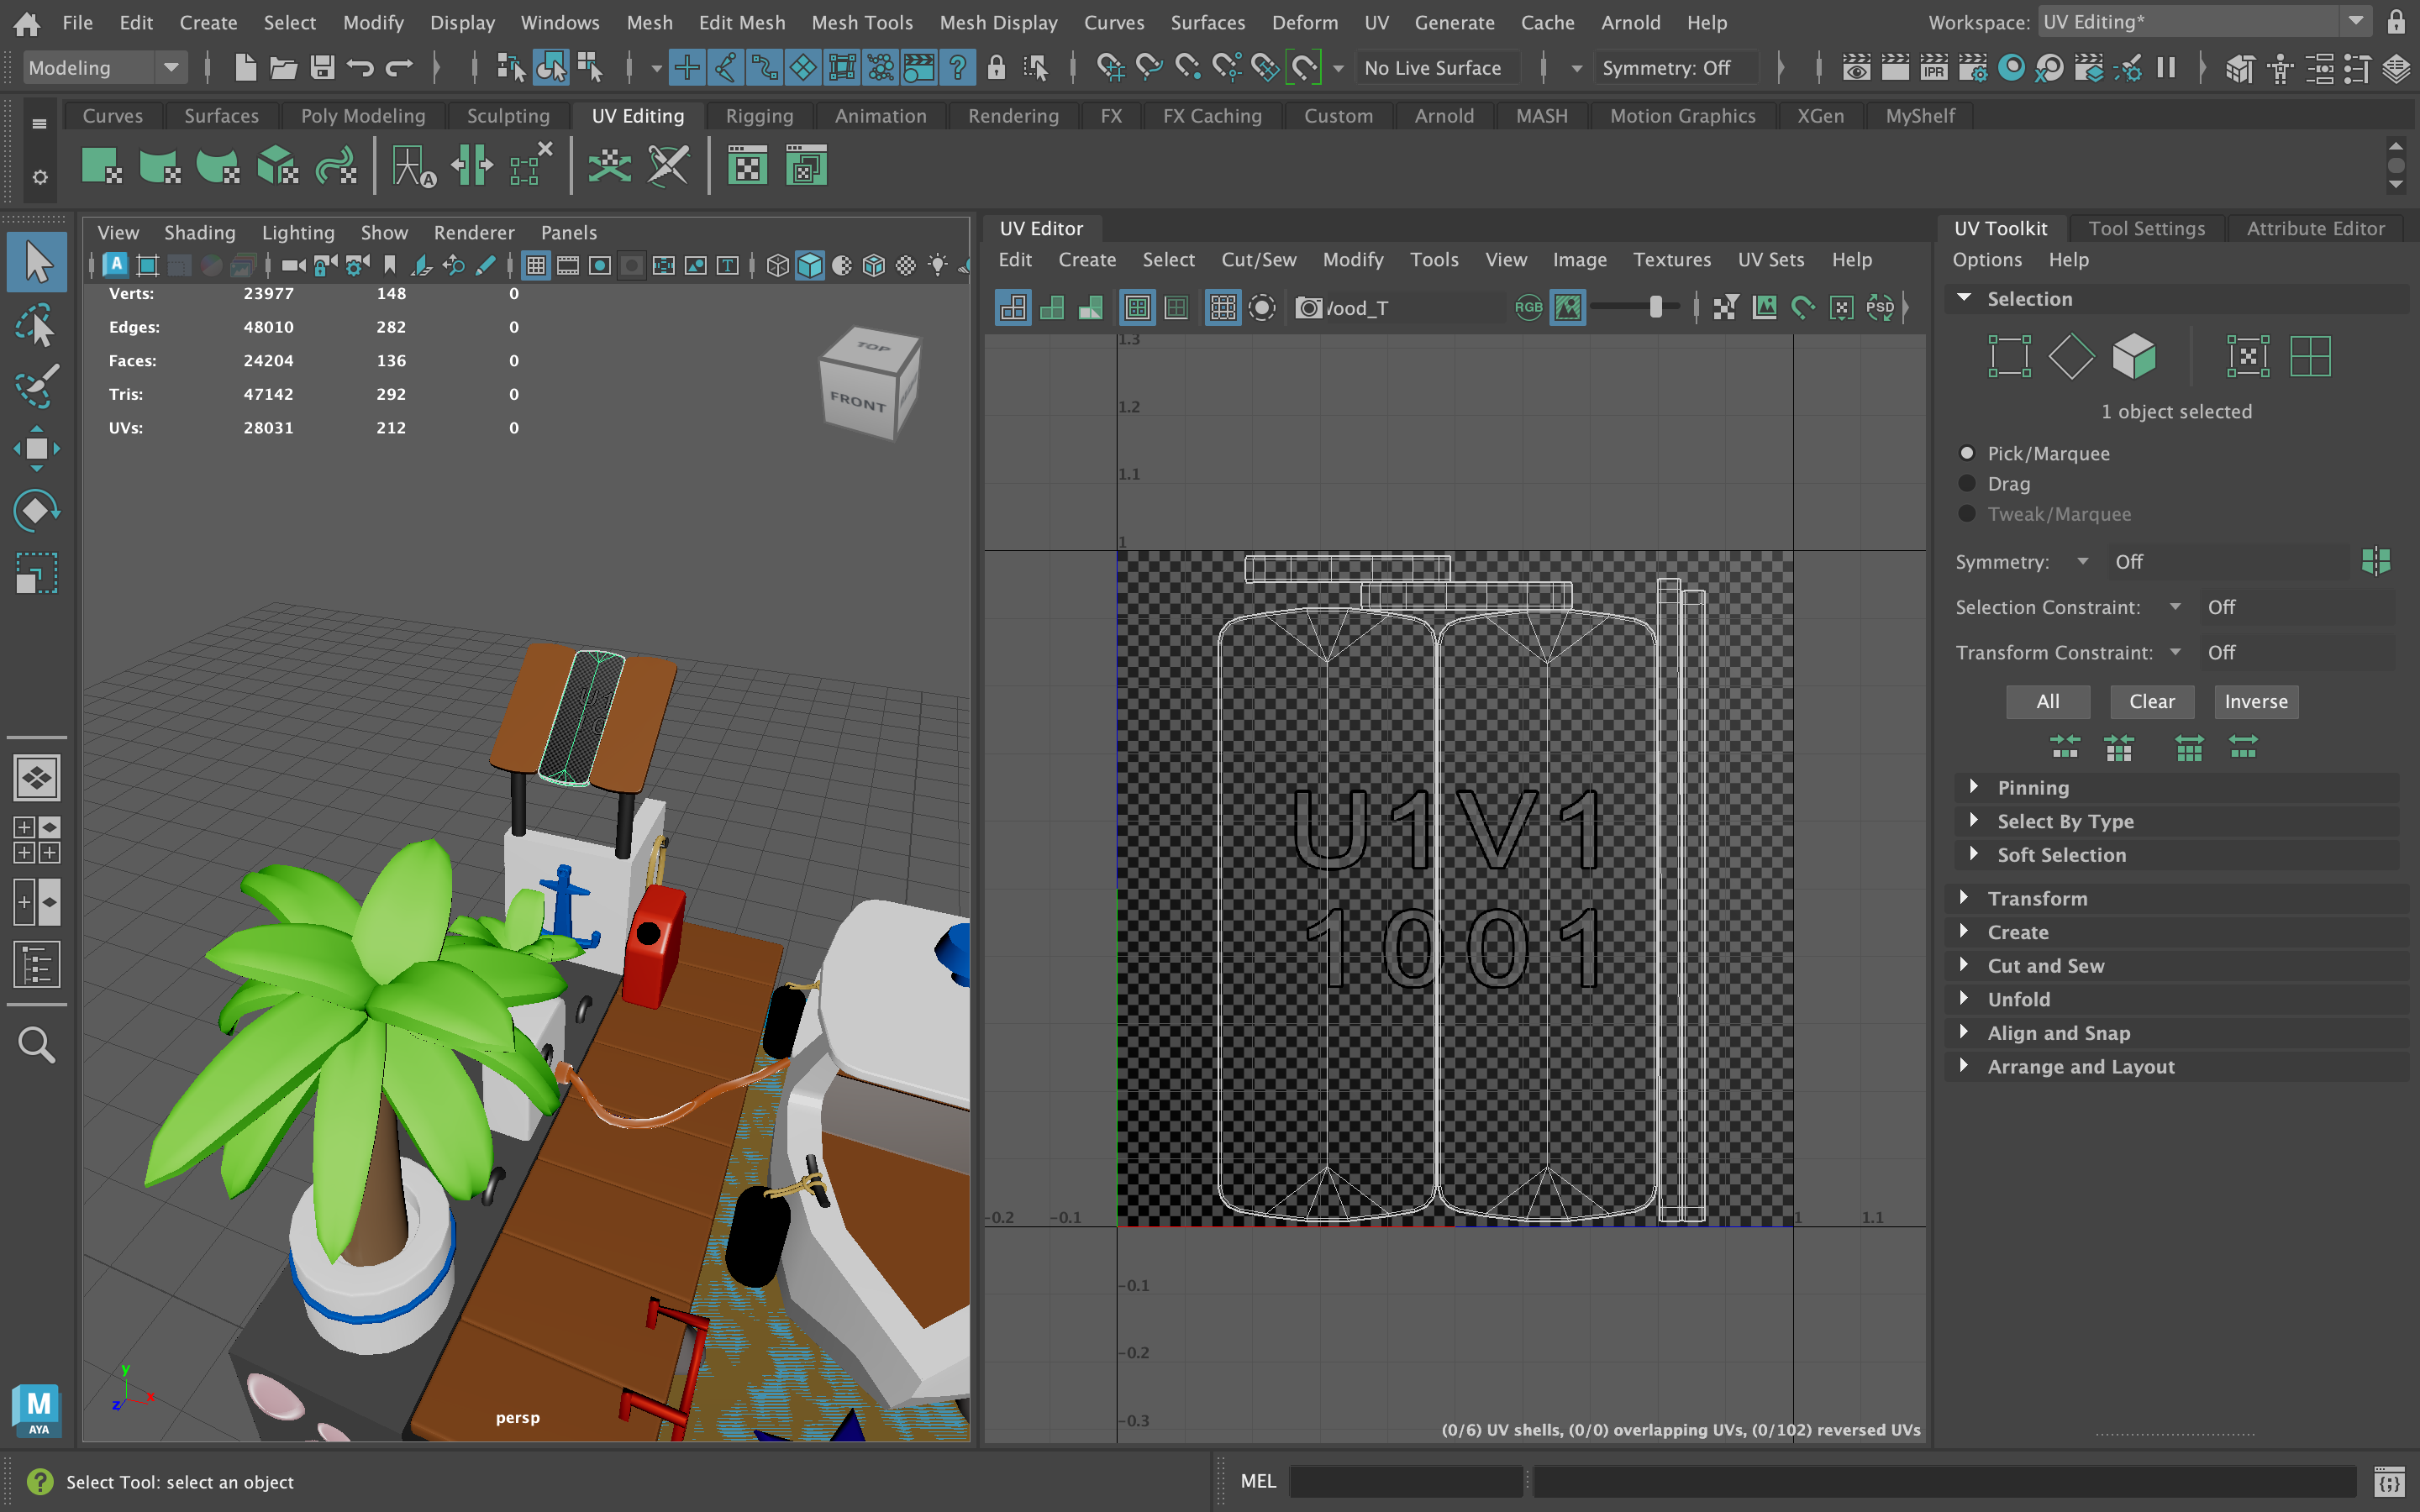 File Edit Create Select Modify Display Windows Mesh Edit Mesh Mesh Tools Mesh Display Curves Surfaces Deform UV Generate Cache Arnold Help Workspace: UV Editing*
Modeling No Live Surface Symmetry: Off IPR
Curves Surfaces Poly Modeling Sculpting UV Editing Rigging Animation Rendering FX FX Caching Custom Arnold MASH Motion Graphics XGen MyShelf
View Shading Lighting Show Renderer Panels
Verts: 23977 148 0
Edges: 48010 282 0
Faces: 24204 136 0
Tris: 47142 292 0
UVs: 28031 212 0
TOP
FRONT
y
x
z
persp
UV Editor
Edit Create Select Cut/Sew Modify Tools View Image Textures UV Sets Help
/ood_T RGB PSD
1.3
1.2
1.1
1
U1V1
1001
-0.2 -0.1 1 1.1
-0.1
-0.2
-0.3
(0/6) UV shells, (0/0) overlapping UVs, (0/102) reversed UVs
UV Toolkit Tool Settings Attribute Editor
Options Help
Selection
1 object selected
Pick/Marquee
Drag
Tweak/Marquee
Symmetry: Off
Selection Constraint: Off
Transform Constraint: Off
All Clear Inverse
Pinning
Select By Type
Soft Selection
Transform
Create
Cut and Sew
Unfold
Align and Snap
Arrange and Layout
M
AYA
Select Tool: select an object
MEL